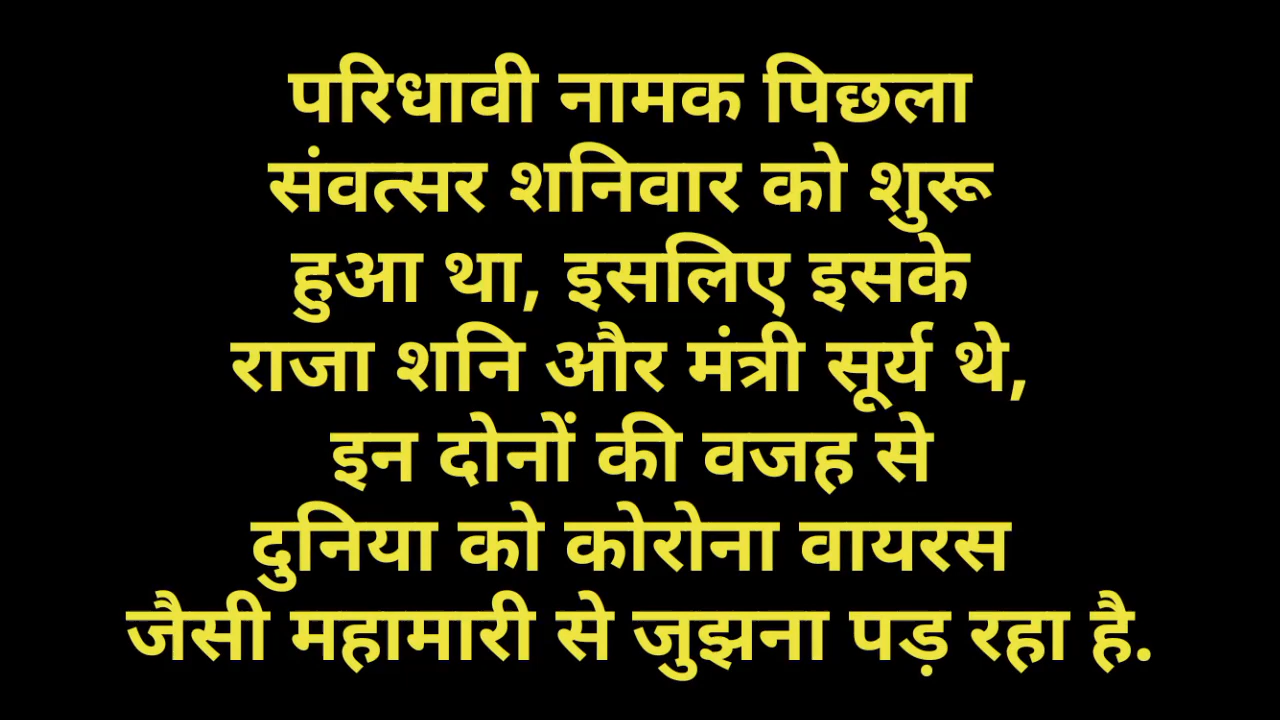 परिधावी नामक पिछला
संवत्सर शनिवार को शुरू
हुआ था, इसलिए इसके
राजा शनि और मंत्री सूर्य थे,
इन दोनों की वजह से
दुनिया को कोरोना वायरस
जैसी महामारी से जुझना पड़ रहा है.